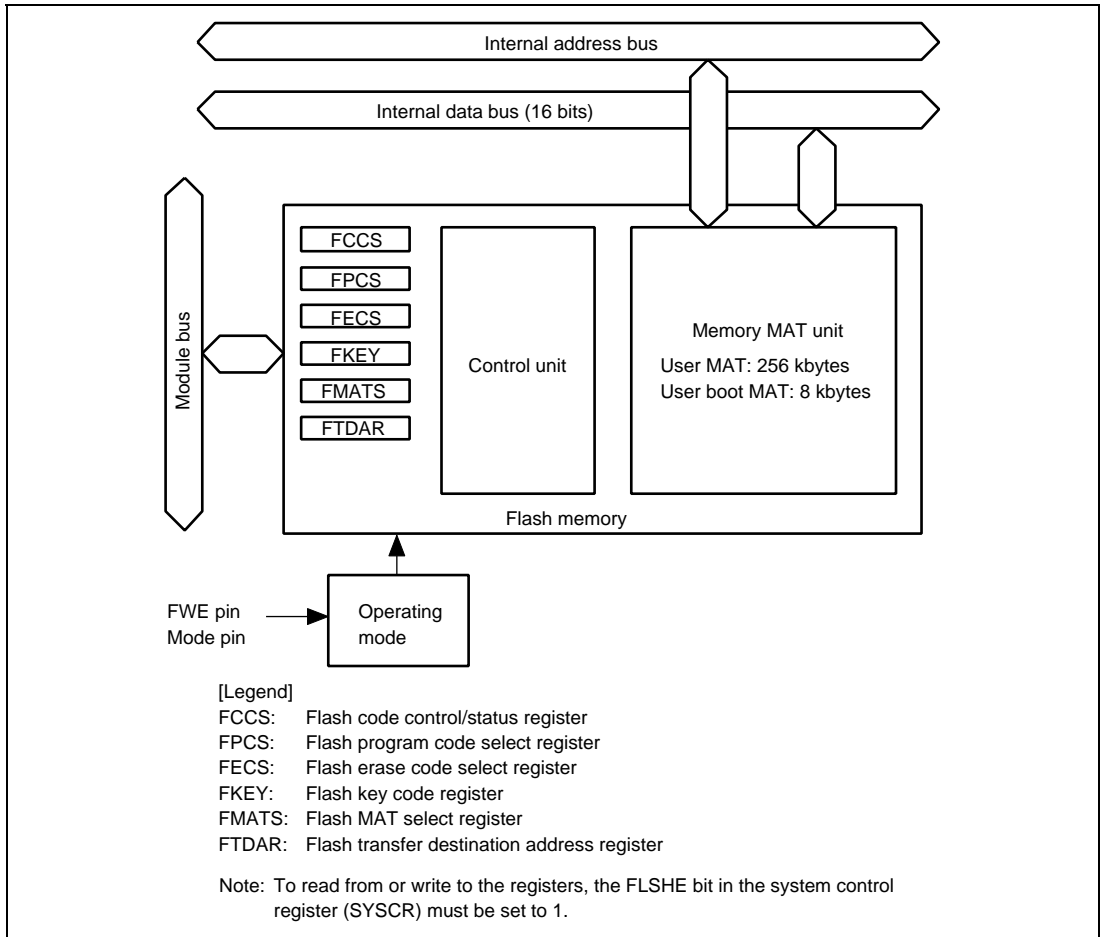 Internal address bus
Internal data bus (16 bits)
Module bus
FCCS
FPCS
FECS
FKEY
FMATS
FTDAR
Control unit
Memory MAT unit
User MAT: 256 kbytes
User boot MAT: 8 kbytes
Flash memory
FWE pin
Mode pin
Operating
mode
[Legend]
FCCS: Flash code control/status register
FPCS: Flash program code select register
FECS: Flash erase code select register
FKEY: Flash key code register
FMATS: Flash MAT select register
FTDAR: Flash transfer destination address register
Note: To read from or write to the registers, the FLSHE bit in the system control
register (SYSCR) must be set to 1.